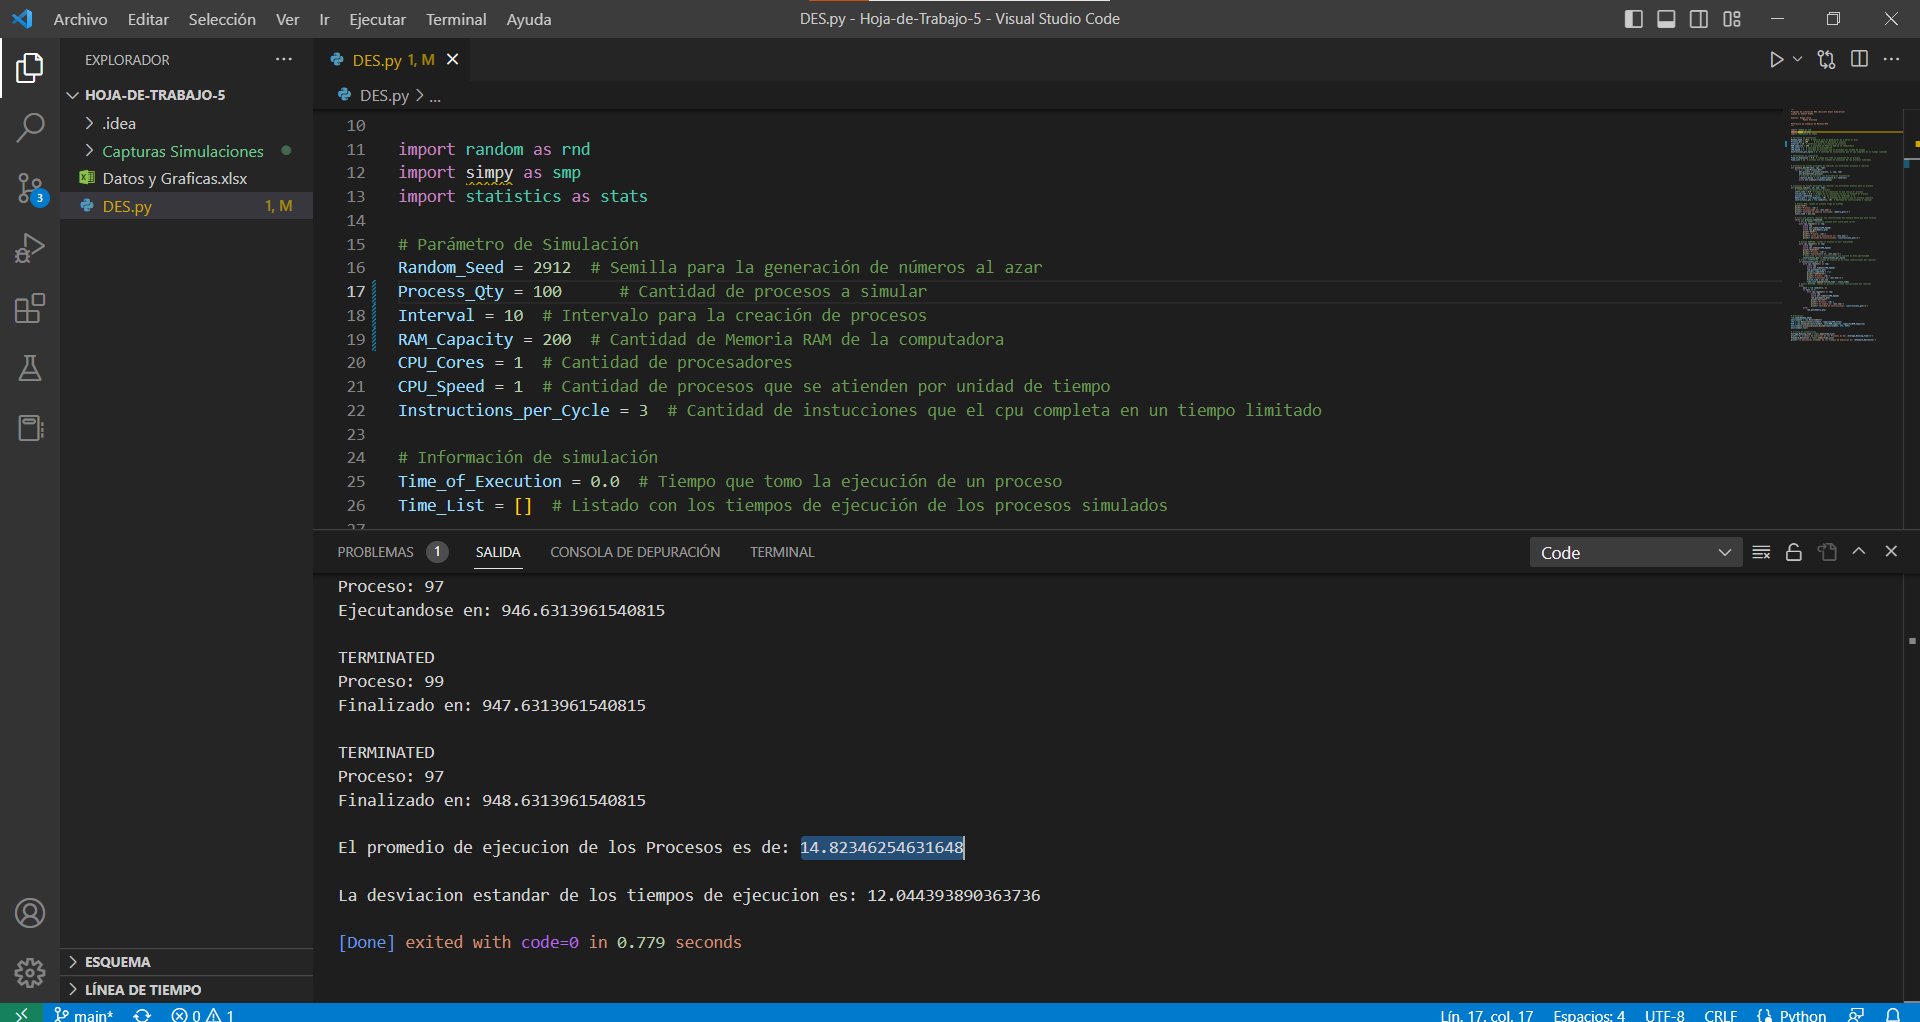 Archivo Editar Selección Ver Ir Ejecutar Terminal Ayuda
DES.py - Hoja-de-Trabajo-5 - Visual Studio Code
EXPLORADOR
HOJA-DE-TRABAJO-5
.idea
Capturas Simulaciones
Datos y Graficas.xlsx
DES.py 1, M
3
ESQUEMA
LÍNEA DE TIEMPO
DES.py 1, M
DES.py > ...
10
11 import random as rnd
12 import simpy as smp
13 import statistics as stats
14
15 # Parámetro de Simulación
16 Random_Seed = 2912 # Semilla para la generación de números al azar
17 Process_Qty = 100 # Cantidad de procesos a simular
18 Interval = 10 # Intervalo para la creación de procesos
19 RAM_Capacity = 200 # Cantidad de Memoria RAM de la computadora
20 CPU_Cores = 1 # Cantidad de procesadores
21 CPU_Speed = 1 # Cantidad de procesos que se atienden por unidad de tiempo
22 Instructions_per_Cycle = 3 # Cantidad de instucciones que el cpu completa en un tiempo limitado
23
24 # Información de simulación
25 Time_of_Execution = 0.0 # Tiempo que tomo la ejecución de un proceso
26 Time_List = [] # Listado con los tiempos de ejecución de los procesos simulados
27
PROBLEMAS 1 SALIDA CONSOLA DE DEPURACIÓN TERMINAL
Code
Proceso: 97
Ejecutandose en: 946.6313961540815
TERMINATED
Proceso: 99
Finalizado en: 947.6313961540815
TERMINATED
Proceso: 97
Finalizado en: 948.6313961540815
El promedio de ejecucion de los Procesos es de: 14.82346254631648
La desviacion estandar de los tiempos de ejecucion es: 12.044393890363736
[Done] exited with code=0 in 0.779 seconds
main* 0 1
Lín. 17, col. 17 Espacios: 4 UTF-8 CRLF Python